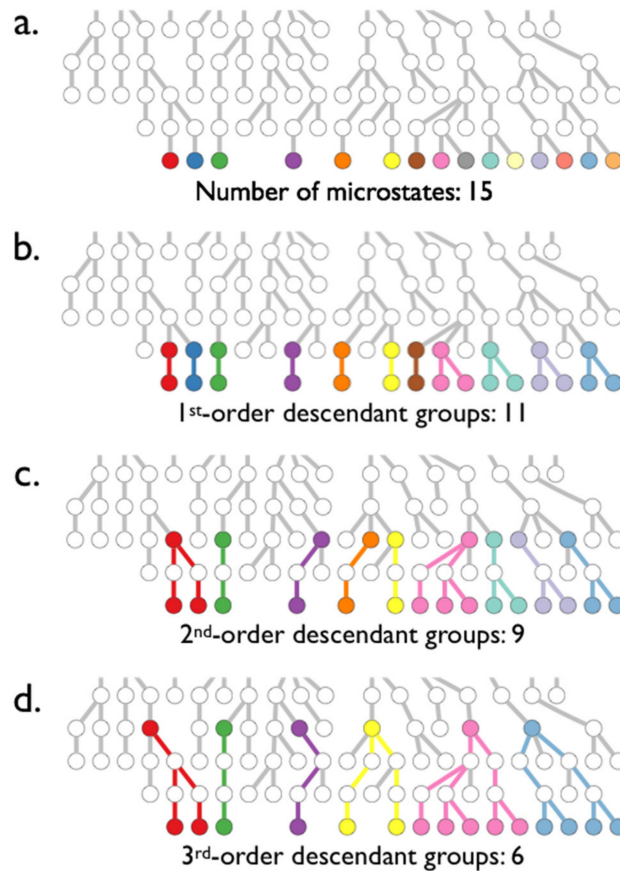 a.
Number of microstates: 15
b.
1st-order descendant groups: 11
c.
2nd-order descendant groups: 9
d.
3rd-order descendant groups: 6